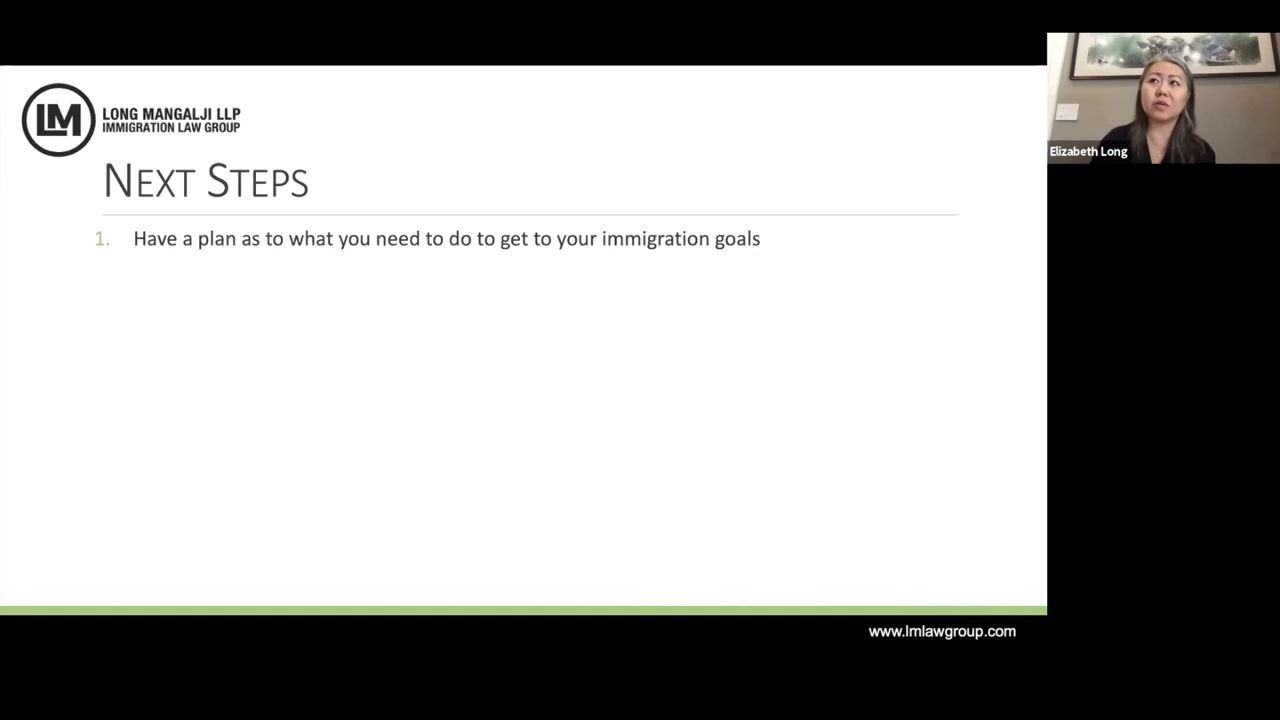 LM
LONG MANGALJI LLP
IMMIGRATION LAW GROUP
NEXT STEPS
1. Have a plan as to what you need to do to get to your immigration goals
Elizabeth Long
www.lmlawgroup.com